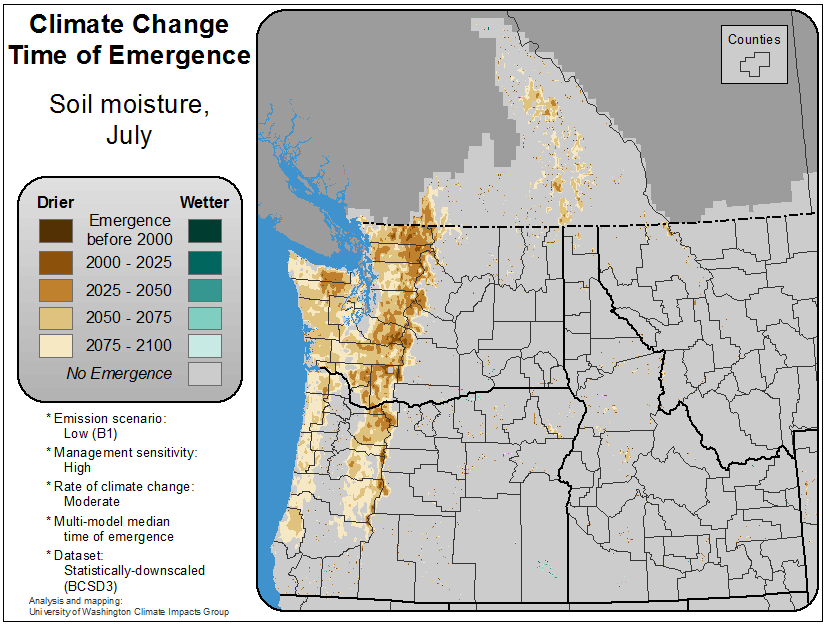 Climate Change
Time of Emergence
Soil moisture,
July
Counties
Drier
Wetter
Emergence
before 2000
2000 - 2025
2025 - 2050
2050 - 2075
2075 - 2100
No Emergence
* Emission scenario:
Low (B1)
* Management sensitivity:
High
* Rate of climate change:
Moderate
* Multi-model median
time of emergence
* Dataset:
Statistically-downscaled
(BCSD3)
Analysis and mapping:
University of Washington Climate Impacts Group